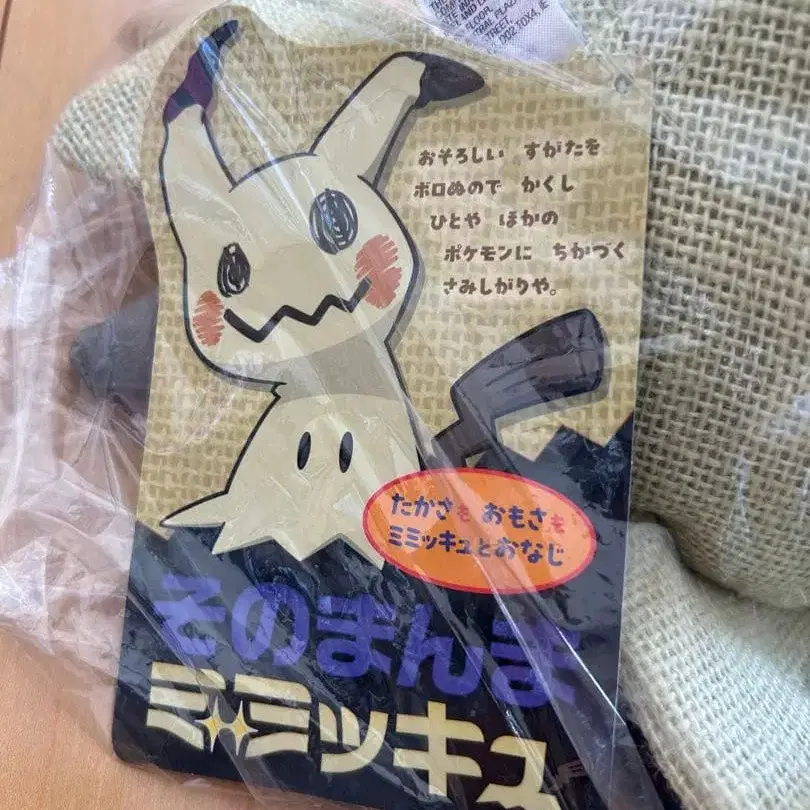 FLOOR,
STREET,
おそろしい すがたを
ボロぬので かくし
ひとや ほかの
ポケモンに ちかづく
さみしがりや。
たかさも おもさも
ミミッキュとおなじ
そのまんま
ミミッキュ